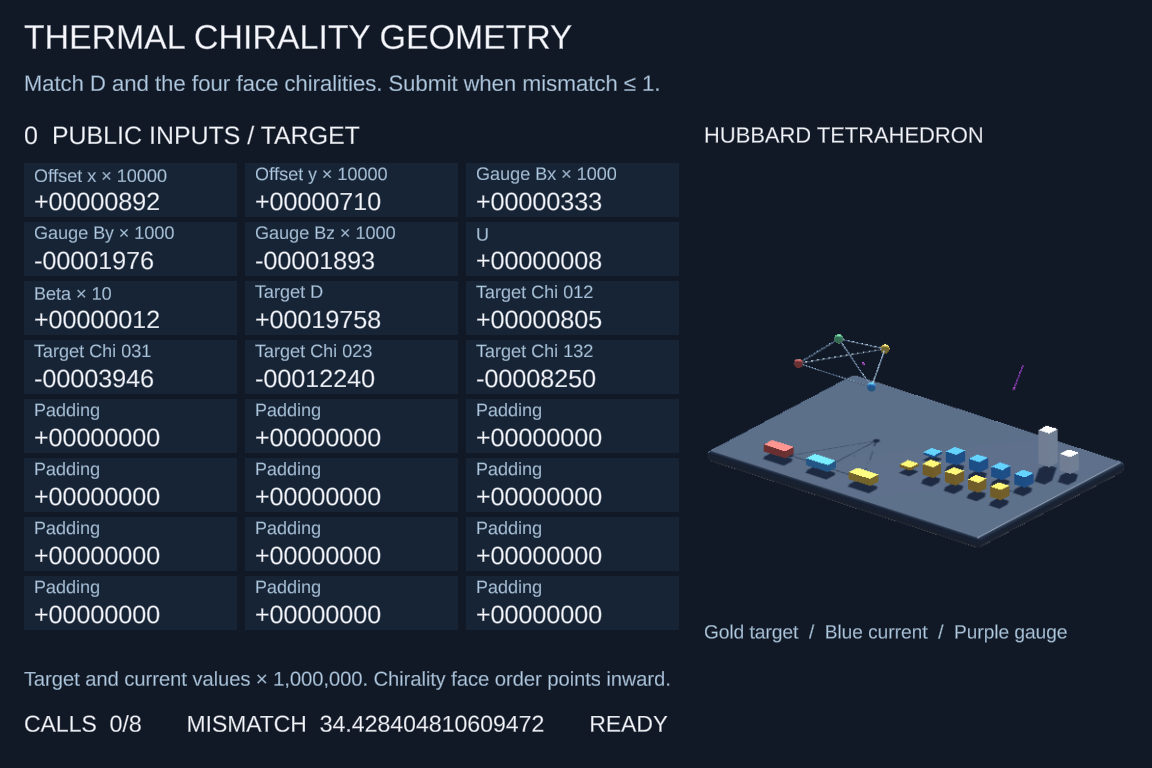 THERMAL CHIRALITY GEOMETRY
Match D and the four face chiralities. Submit when mismatch ≤ 1.
0 PUBLIC INPUTS / TARGET
HUBBARD TETRAHEDRON
Offset x × 10000 Offset y × 10000 Gauge Bx × 1000
+00000892 +00000710 +00000333
Gauge By × 1000 Gauge Bz × 1000 U
-00001976 -00001893 +00000008
Beta × 10 Target D Target Chi 012
+00000012 +00019758 +00000805
Target Chi 031 Target Chi 023 Target Chi 132
-00003946 -00012240 -00008250
Padding Padding Padding
+00000000 +00000000 +00000000
Padding Padding Padding
+00000000 +00000000 +00000000
Padding Padding Padding
+00000000 +00000000 +00000000
Padding Padding Padding
+00000000 +00000000 +00000000
Gold target / Blue current / Purple gauge
Target and current values × 1,000,000. Chirality face order points inward.
CALLS 0/8 MISMATCH 34.428404810609472 READY